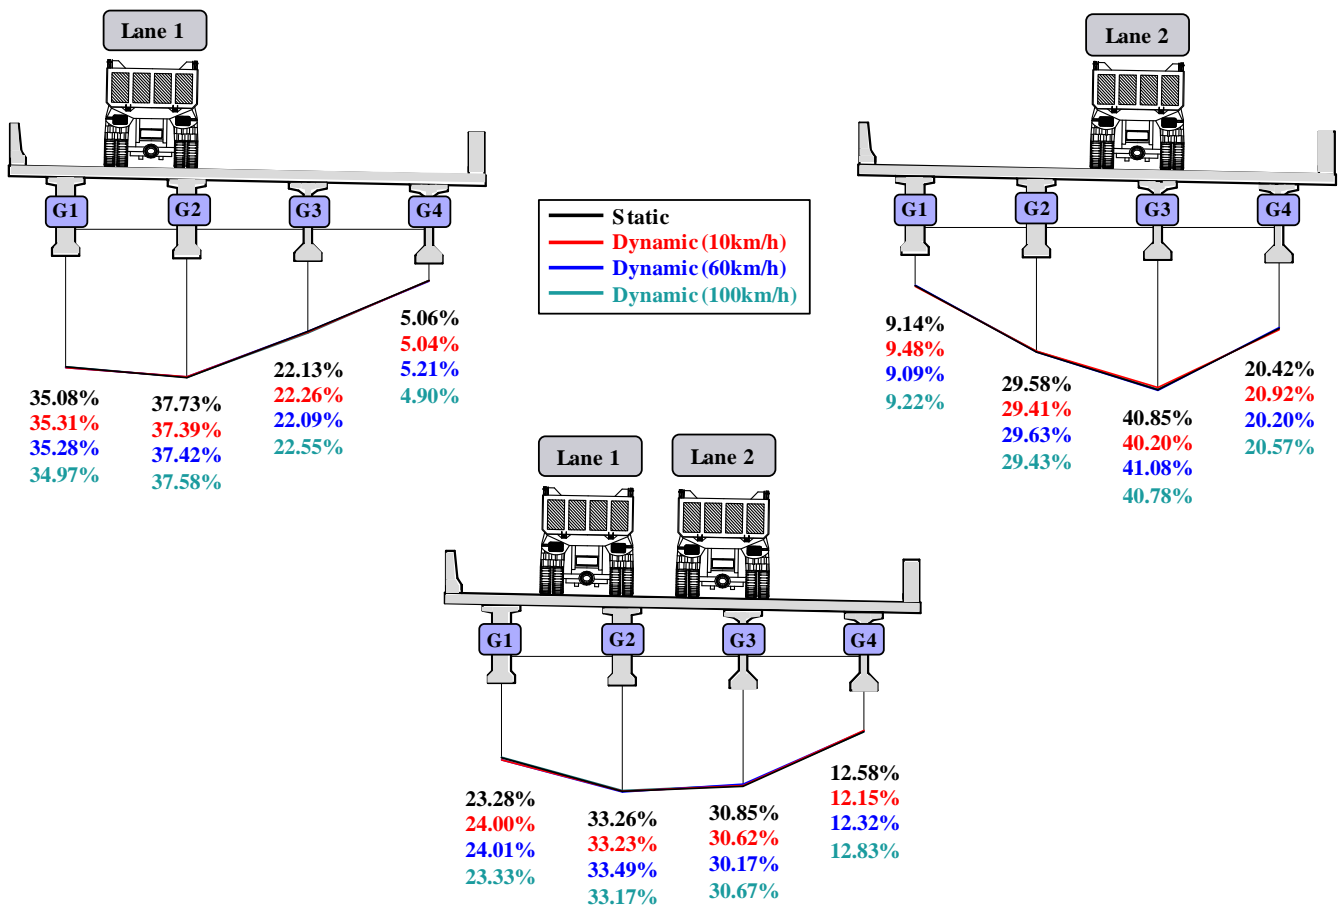 Lane 1
G1
G2
G3
G4
35.08%
35.31%
35.28%
34.97%
37.73%
37.39%
37.42%
37.58%
22.13%
22.26%
22.09%
22.55%
5.06%
5.04%
5.21%
4.90%
Static
Dynamic (10km/h)
Dynamic (60km/h)
Dynamic (100km/h)
Lane 2
G1
G2
G3
G4
9.14%
9.48%
9.09%
9.22%
29.58%
29.41%
29.63%
29.43%
40.85%
40.20%
41.08%
40.78%
20.42%
20.92%
20.20%
20.57%
Lane 1
Lane 2
G1
G2
G3
G4
23.28%
24.00%
24.01%
23.33%
33.26%
33.23%
33.49%
33.17%
30.85%
30.62%
30.17%
30.67%
12.58%
12.15%
12.32%
12.83%